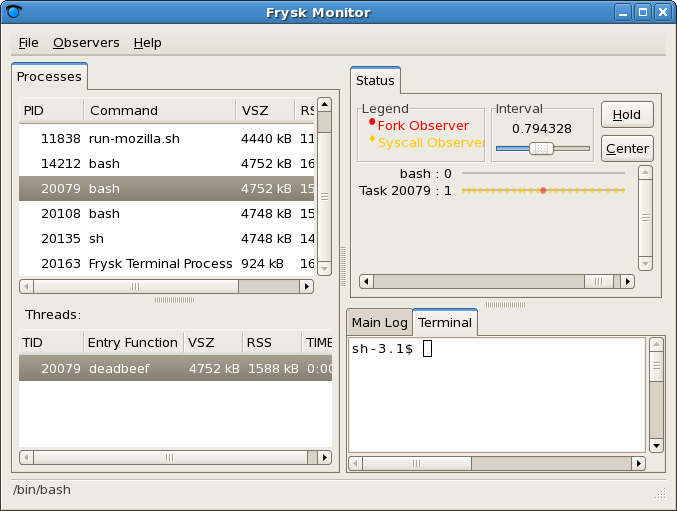 Frysk Monitor
File Observers Help
Processes
PID Command VSZ
11838 run-mozilla.sh 4440 kB 11
14212 bash 4752 kB 16
20079 bash 4752 kB 15
20108 bash 4748 kB 15
20135 sh 4748 kB 14
20163 Frysk Terminal Process 924 kB 16
Threads:
TID Entry Function VSZ RSS TIME
20079 deadbeef 4752 kB 1588 kB 0:00
Status
Legend
Fork Observer
Syscall Observer
Interval
0.794328
Hold
Center
bash : 0
Task 20079 : 1
Main Log Terminal
sh-3.1$
/bin/bash